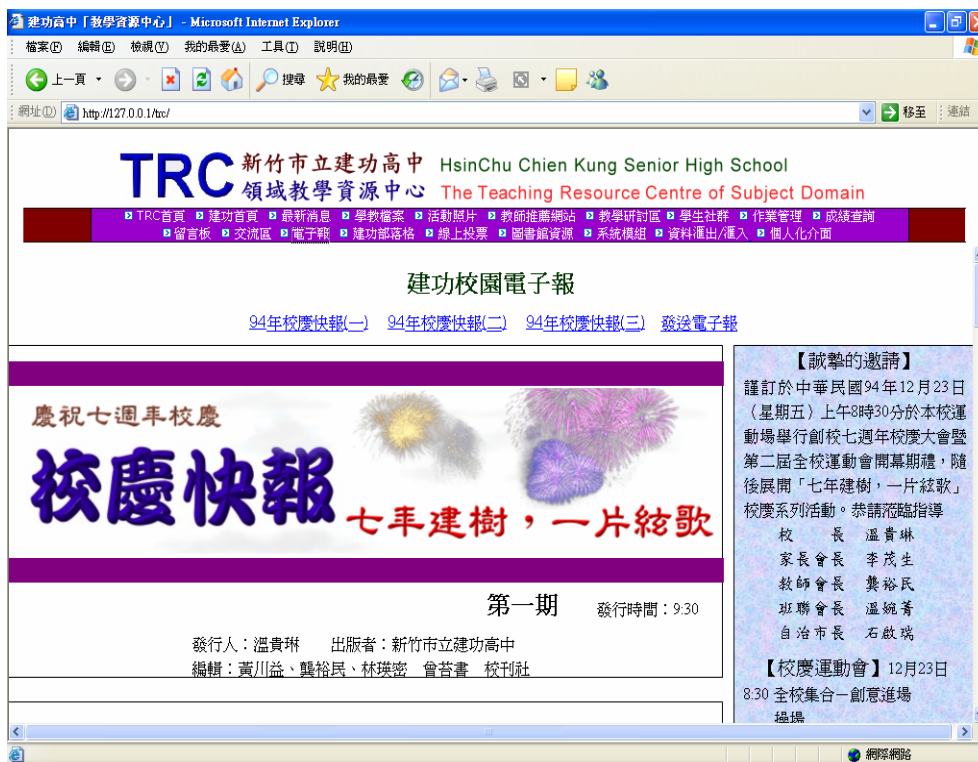 建功高中「教學資源中心」 - Microsoft Internet Explorer
檔案(F) 編輯(E) 檢視(V) 我的最愛(A) 工具(T) 說明(H)
上一頁 搜尋 我的最愛
網址(D) http://127.0.0.1/trc/ 移至 連結
TRC 新竹市立建功高中 HsinChu Chien Kung Senior High School
領域教學資源中心 The Teaching Resource Centre of Subject Domain
TRC首頁 建功首頁 最新消息 學教檔案 活動照片 教師推薦網站 教學研討區 學生社群 作業管理 成績查詢
留言板 交流區 電子報 建功部落格 線上投票 圖書館資源 系統模組 資料匯出/匯入 個人化介面
建功校園電子報
94年校慶快報(一) 94年校慶快報(二) 94年校慶快報(三) 發送電子報
慶祝七週年校慶
校慶快報
七年建樹，一片絃歌
第一期 發行時間：9:30
發行人：溫貴琳 出版者：新竹市立建功高中
編輯：黃川益、龔裕民、林瑛密 曾苔書 校刊社
【誠摯的邀請】
謹訂於中華民國94年12月23日
（星期五）上午8時30分於本校運
動場舉行創校七週年校慶大會暨
第二屆全校運動會開幕期禮，隨
後展開「七年建樹，一片絃歌」
校慶系列活動。恭請蒞臨指導
校 長 溫貴琳
家長會長 李茂生
教師會長 龔裕民
班聯會長 溫婉菁
自治市長 石啟瑞
【校慶運動會】12月23日
8:30 全校集合－創意進場
操場
網際網路